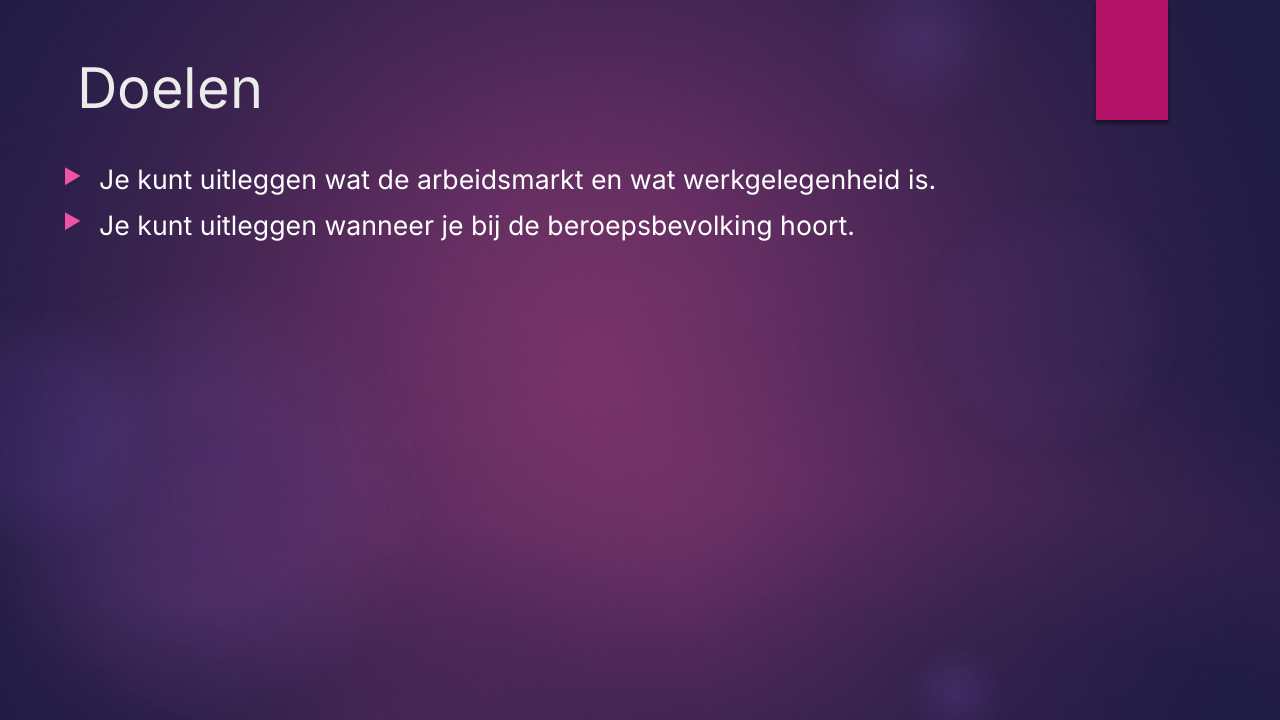 Doelen
Je kunt uitleggen wat de arbeidsmarkt en wat werkgelegenheid is.
Je kunt uitleggen wanneer je bij de beroepsbevolking hoort.